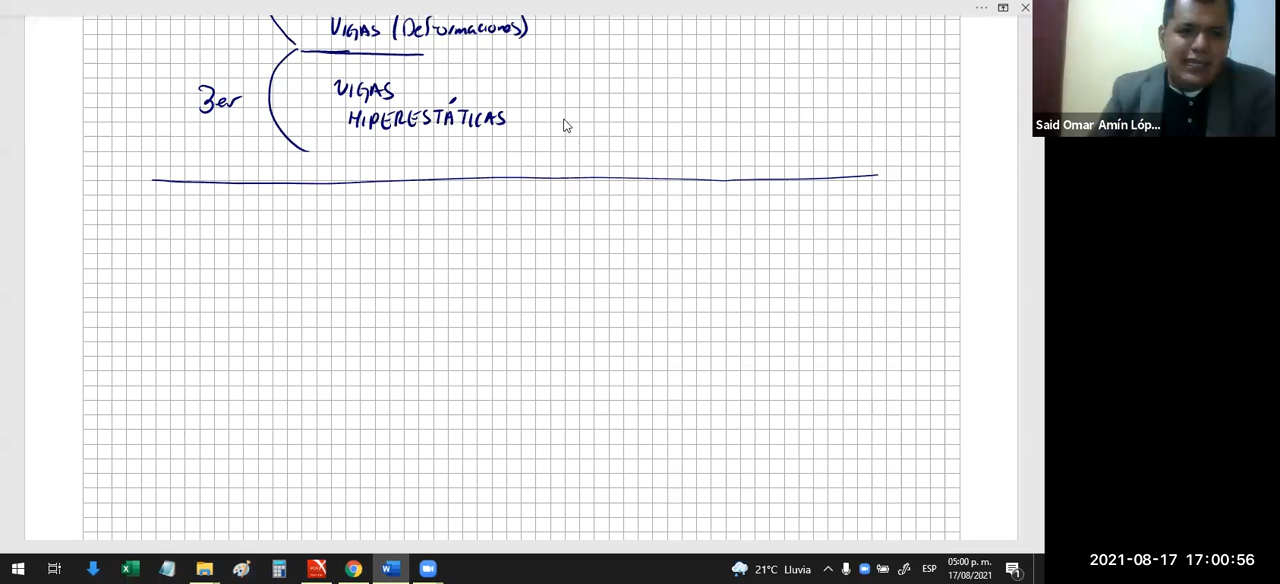 VIGAS (Deformaciones)
3er
VIGAS
HIPERESTÁTICAS
Said Omar Amín Lóp...
21°C Lluvia
ESP
05:00 p. m.
17/08/2021
2021-08-17 17:00:56